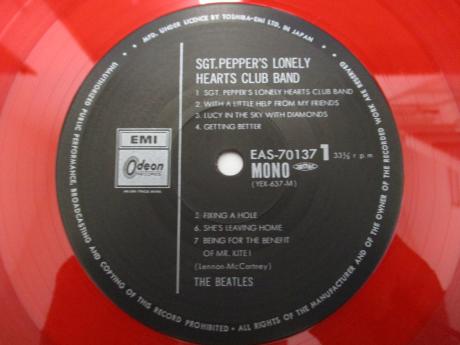 MFD. UNDER LICENCE BY TOSHIBA-EMI LTD. IN JAPAN
UNAUTHORIZED PUBLIC PERFORMANCE, BROADCASTING AND COPYING OF THIS RECORD PROHIBITED • ALL RIGHTS OF THE MANUFACTURER AND OF THE OWNER OF THE RECORDED WORK ARE RESERVED
SGT. PEPPER'S LONELY
HEARTS CLUB BAND
1 SGT. PEPPER'S LONELY HEARTS CLUB BAND
2. WITH A LITTLE HELP FROM MY FRIENDS
3. LUCY IN THE SKY WITH DIAMONDS
4. GETTING BETTER
EMI
Odeon
RECORDS
EAS-70137 1 33⅓ r.p.m.
MONO
(YEX-637-M)
5. FIXING A HOLE
6. SHE'S LEAVING HOME
7 BEING FOR THE BENEFIT
OF MR. KITE !
(Lennon-McCartney)
THE BEATLES